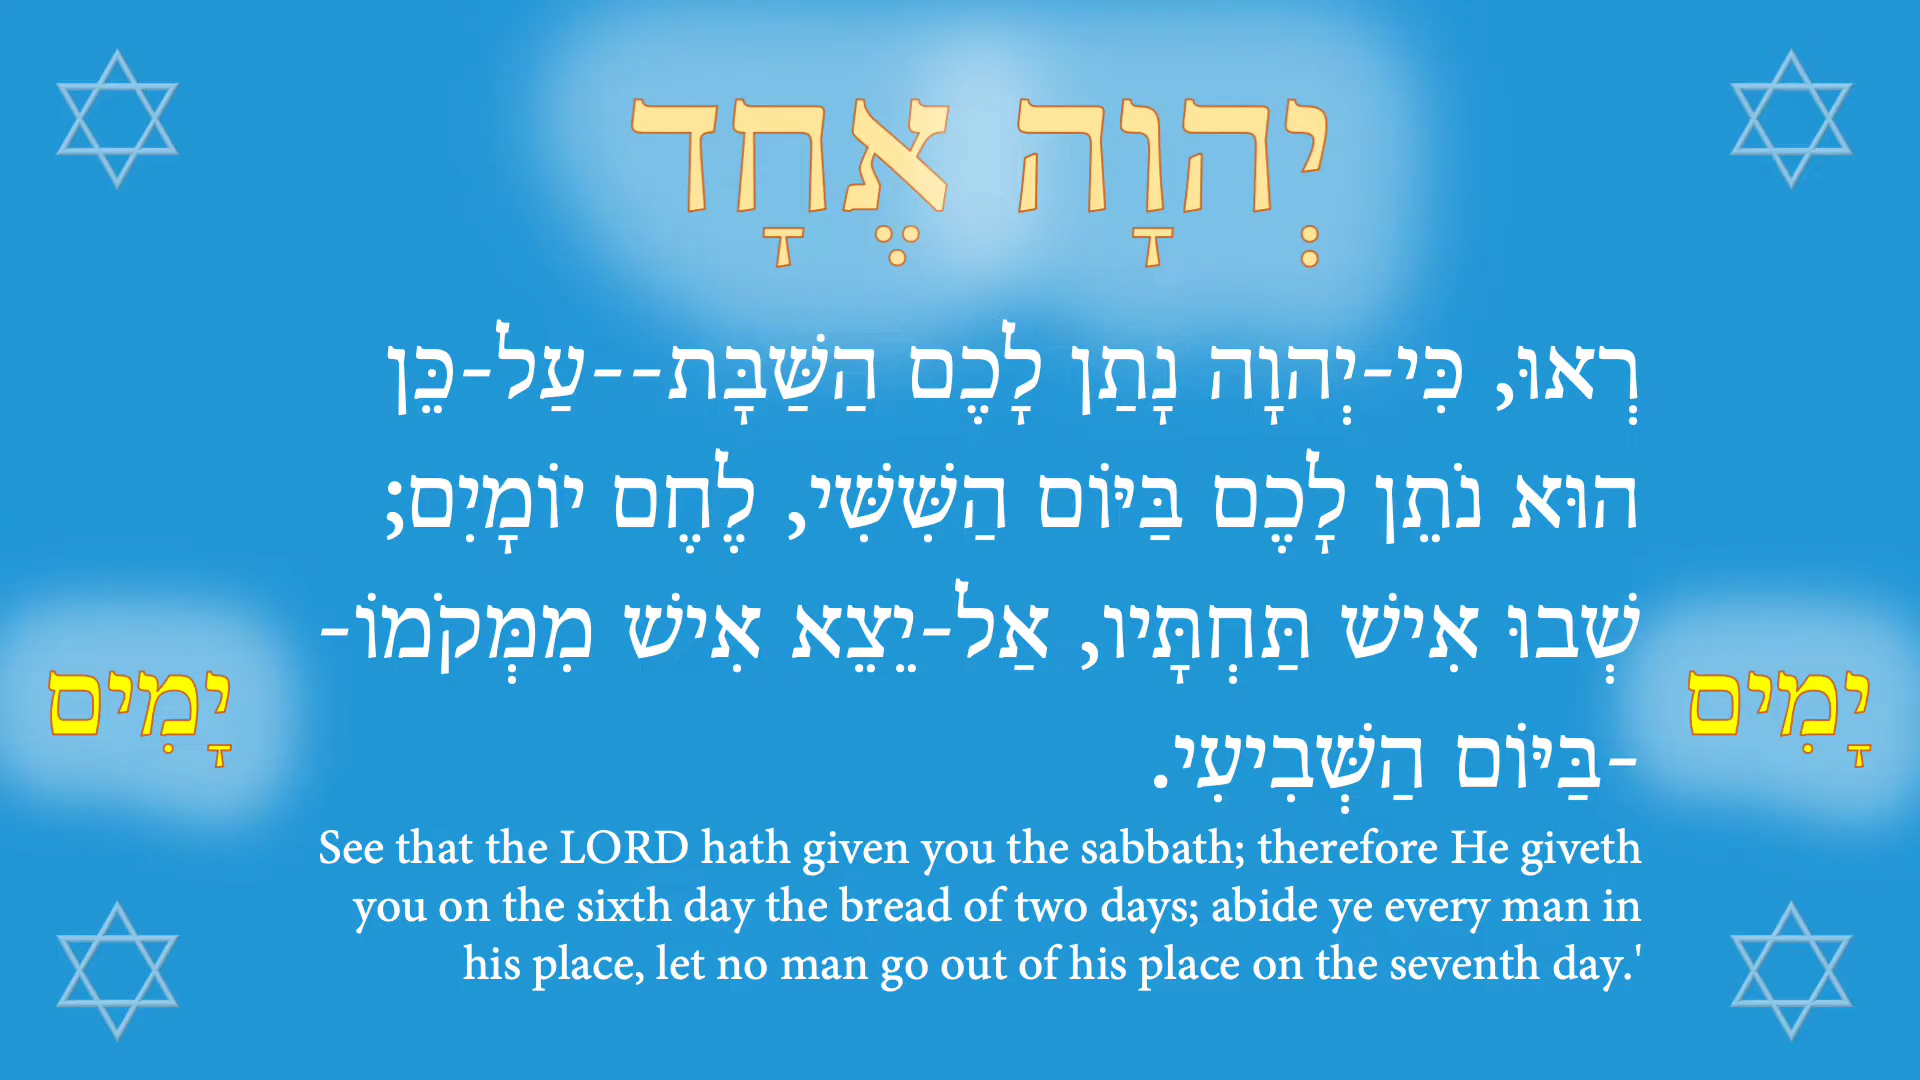 יְהוָה אֶחָד
רְאוּ, כִּי-יְהוָה נָתַן לָכֶם הַשַּׁבָּת--עַל-כֵּן
הוּא נֹתֵן לָכֶם בַּיּוֹם הַשִּׁשִּׁי, לֶחֶם יוֹמָיִם;
שְׁבוּ אִישׁ תַּחְתָּיו, אַל-יֵצֵא אִישׁ מִמְּקֹמוֹ-
-בַּיּוֹם הַשְּׁבִיעִי.
יָמִים
יָמִים
See that the LORD hath given you the sabbath; therefore He giveth
you on the sixth day the bread of two days; abide ye every man in
his place, let no man go out of his place on the seventh day.'